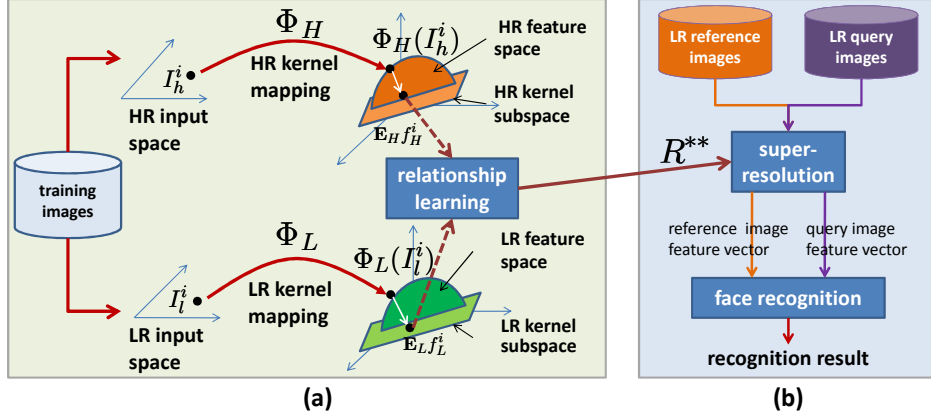 training
images
I_h^i
HR input
space
Φ_H
HR kernel
mapping
Φ_H(I_h^i)
HR feature
space
HR kernel
subspace
E_H f_H^i
relationship
learning
I_l^i
LR input
space
Φ_L
LR kernel
mapping
Φ_L(I_l^i)
LR feature
space
LR kernel
subspace
E_L f_L^i
(a)
LR reference
images
LR query
images
R**
super-
resolution
reference image
feature vector
query image
feature vector
face recognition
recognition result
(b)